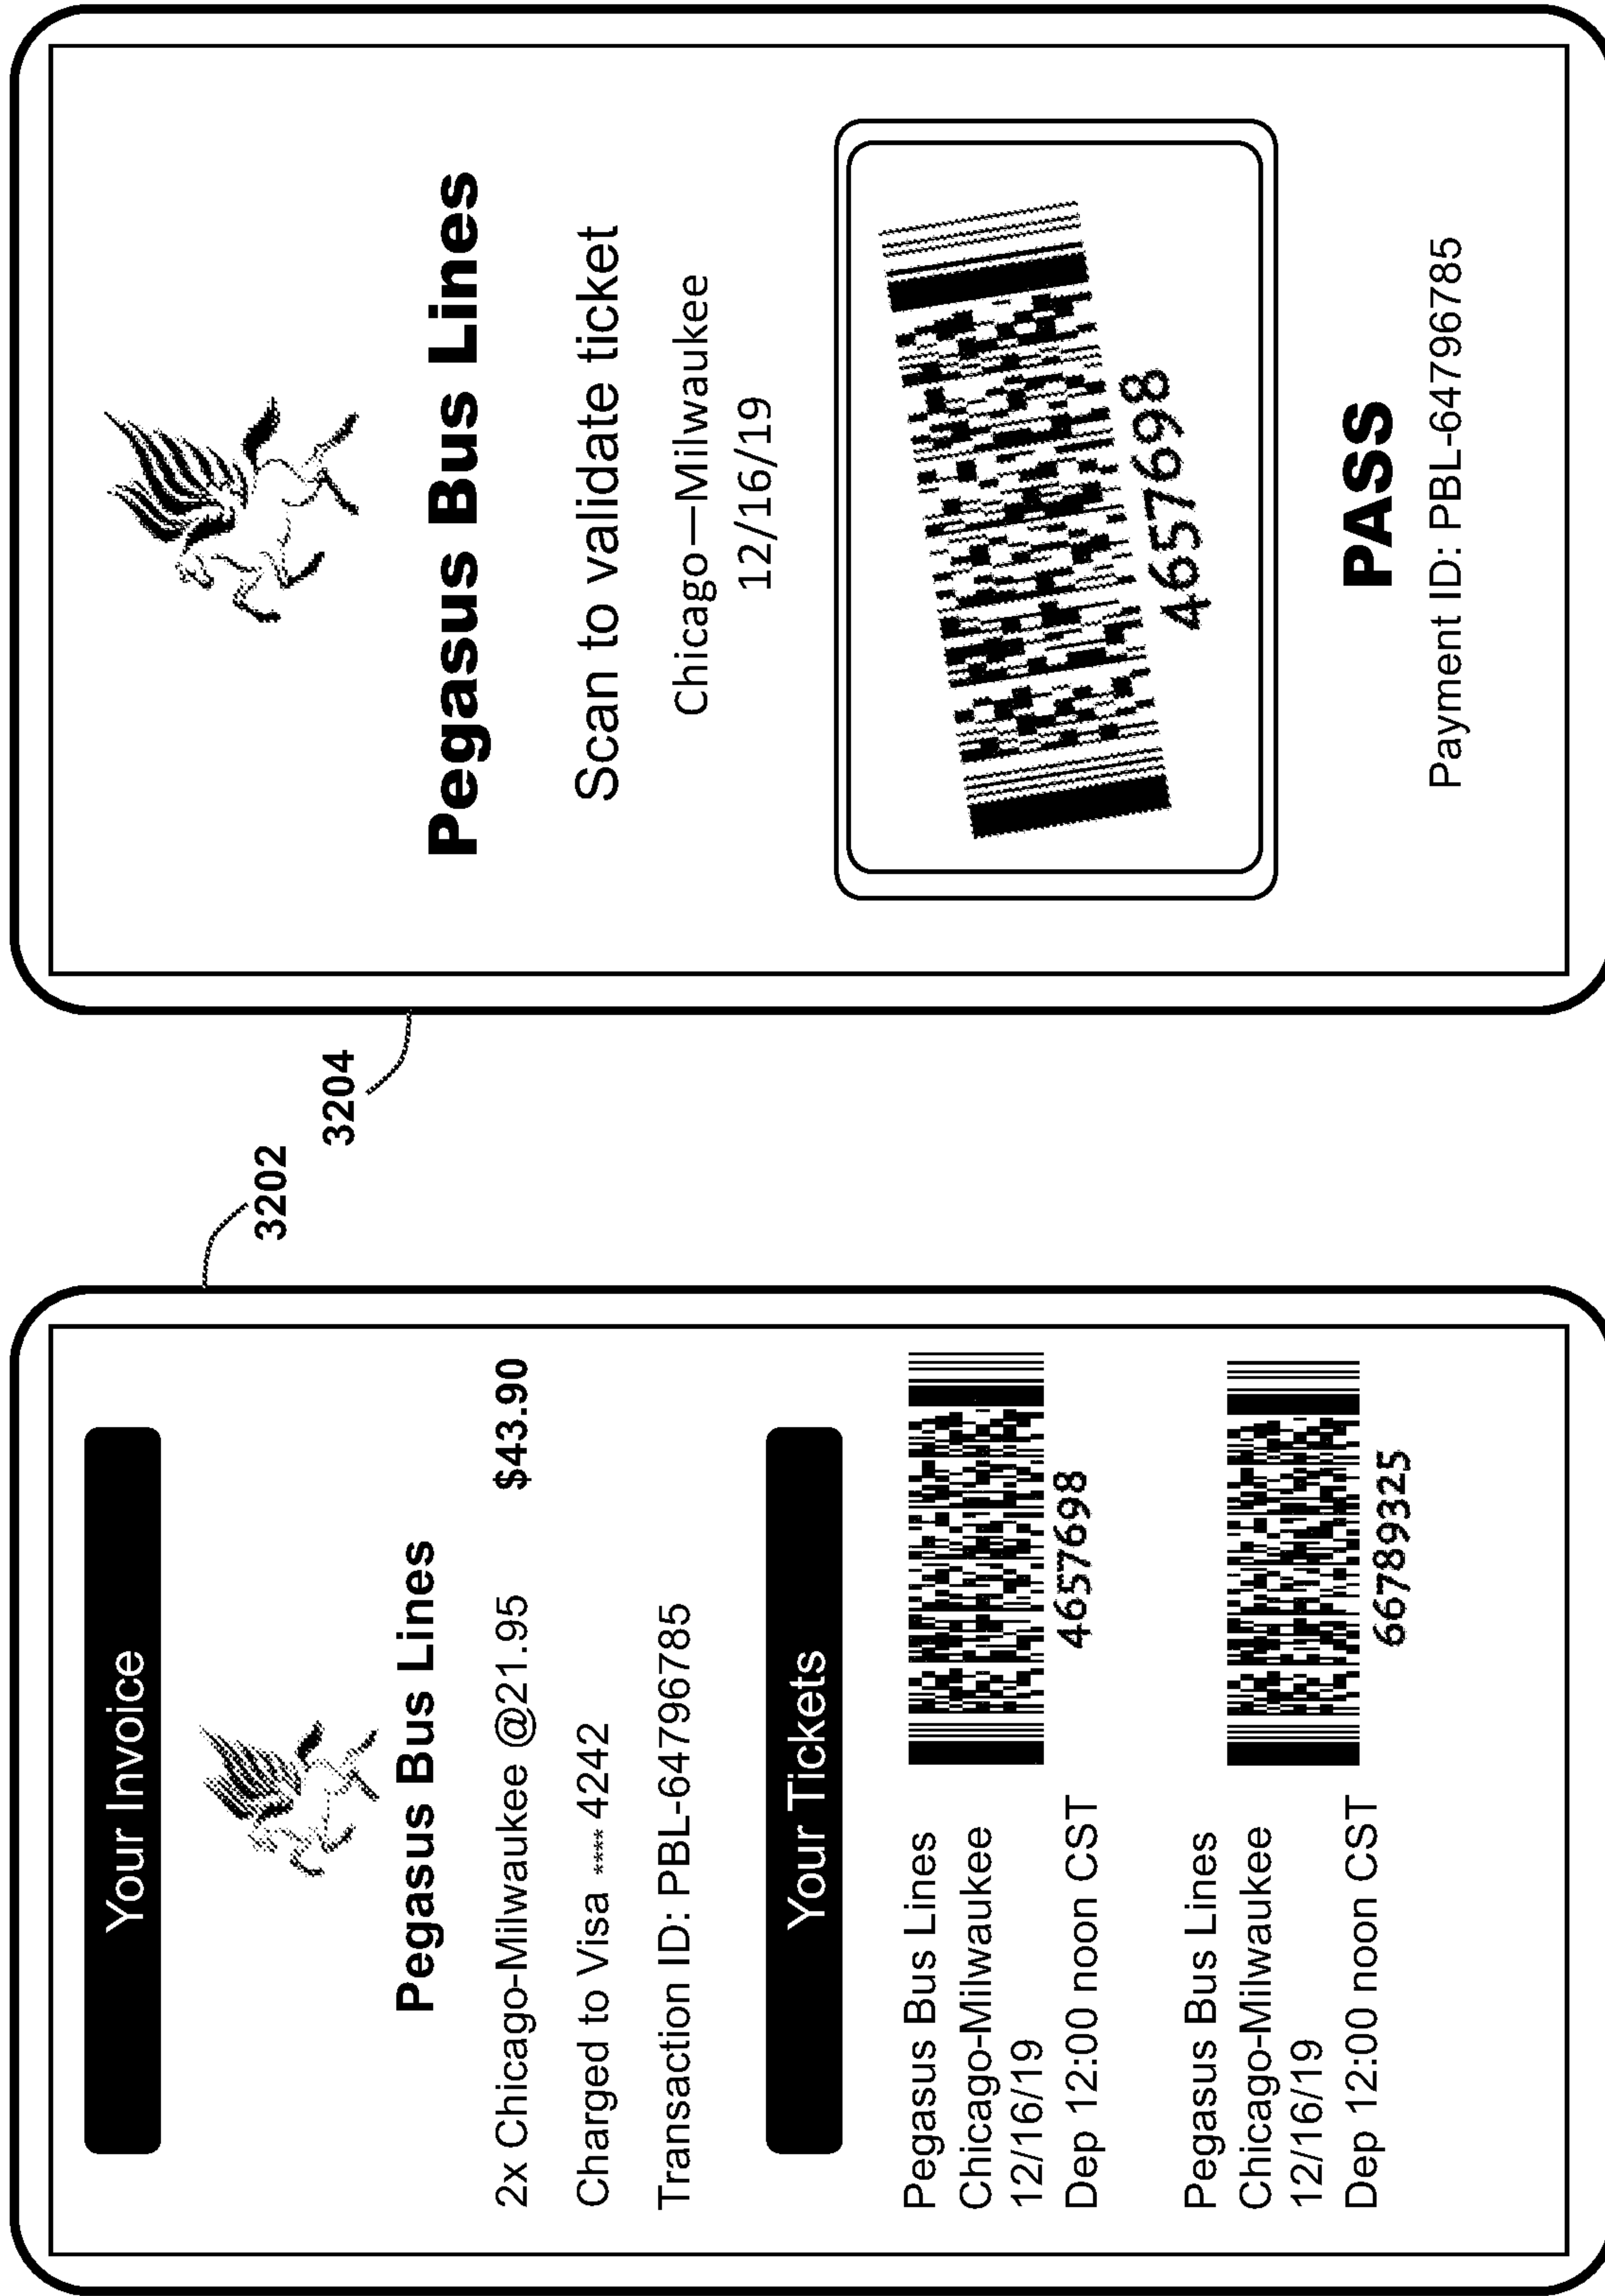 Your Invoice
Pegasus Bus Lines
2x Chicago-Milwaukee @21.95 $43.90
Charged to Visa **** 4242
Transaction ID: PBL-64796785
Your Tickets
Pegasus Bus Lines
Chicago-Milwaukee
12/16/19
Dep 12:00 noon CST
4657698
Pegasus Bus Lines
Chicago-Milwaukee
12/16/19
Dep 12:00 noon CST
66789325
3202
3204
Pegasus Bus Lines
Scan to validate ticket
Chicago—Milwaukee
12/16/19
4657698
PASS
Payment ID: PBL-64796785